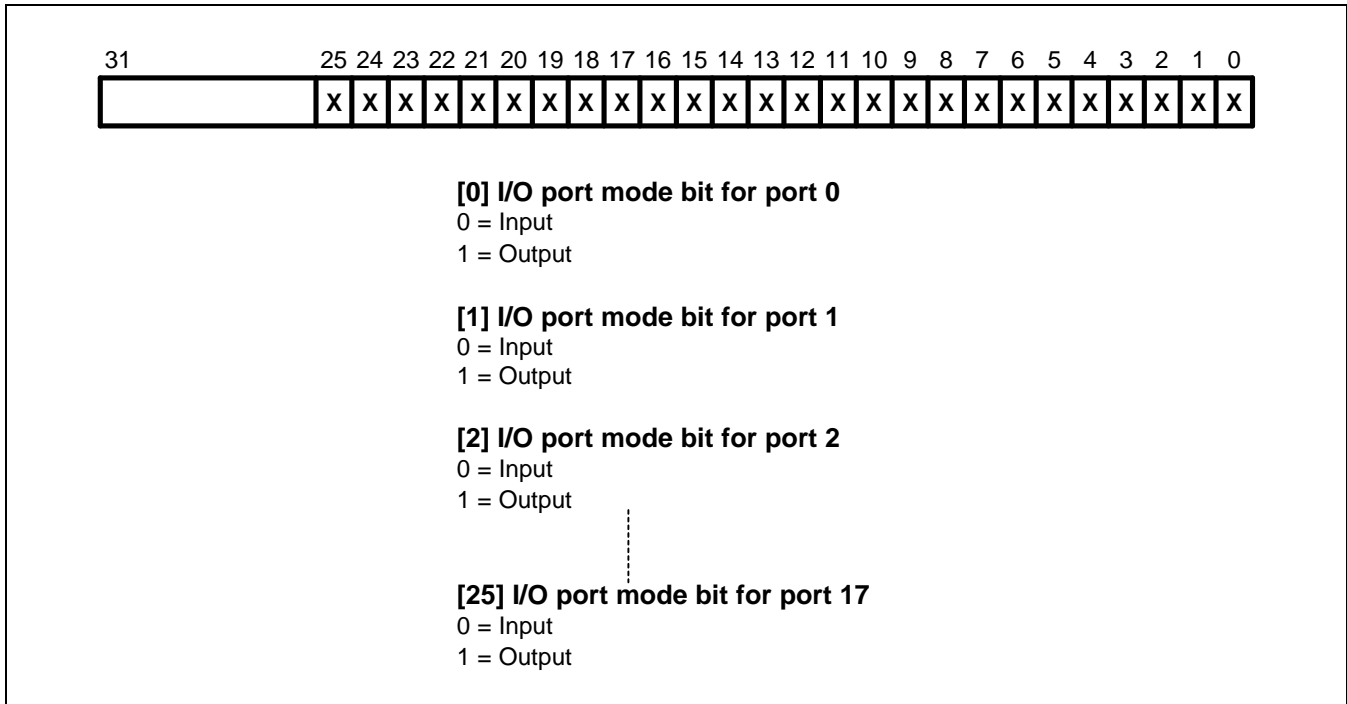 31 25 24 23 22 21 20 19 18 17 16 15 14 13 12 11 10 9 8 7 6 5 4 3 2 1 0
X X X X X X X X X X X X X X X X X X X X X X X X X X
[0] I/O port mode bit for port 0
0 = Input
1 = Output
[1] I/O port mode bit for port 1
0 = Input
1 = Output
[2] I/O port mode bit for port 2
0 = Input
1 = Output
[25] I/O port mode bit for port 17
0 = Input
1 = Output